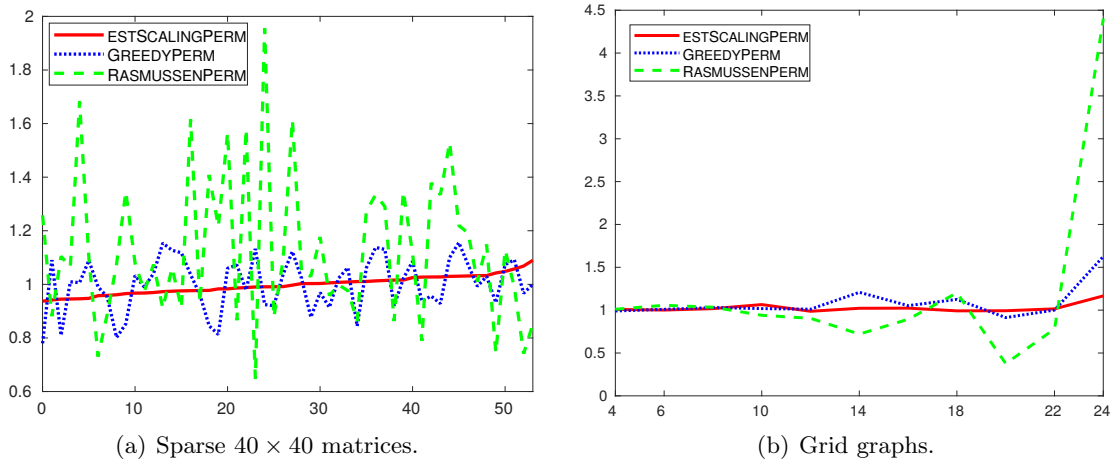 2
1.8
1.6
1.4
1.2
1
0.8
0.6
0 10 20 30 40 50
ESTSCALINGPERM
GREEDYPERM
RASMUSSENPERM
(a) Sparse 40 × 40 matrices.
4.5
4
3.5
3
2.5
2
1.5
1
0.5
0
4 6 10 14 18 22 24
ESTSCALINGPERM
GREEDYPERM
RASMUSSENPERM
(b) Grid graphs.